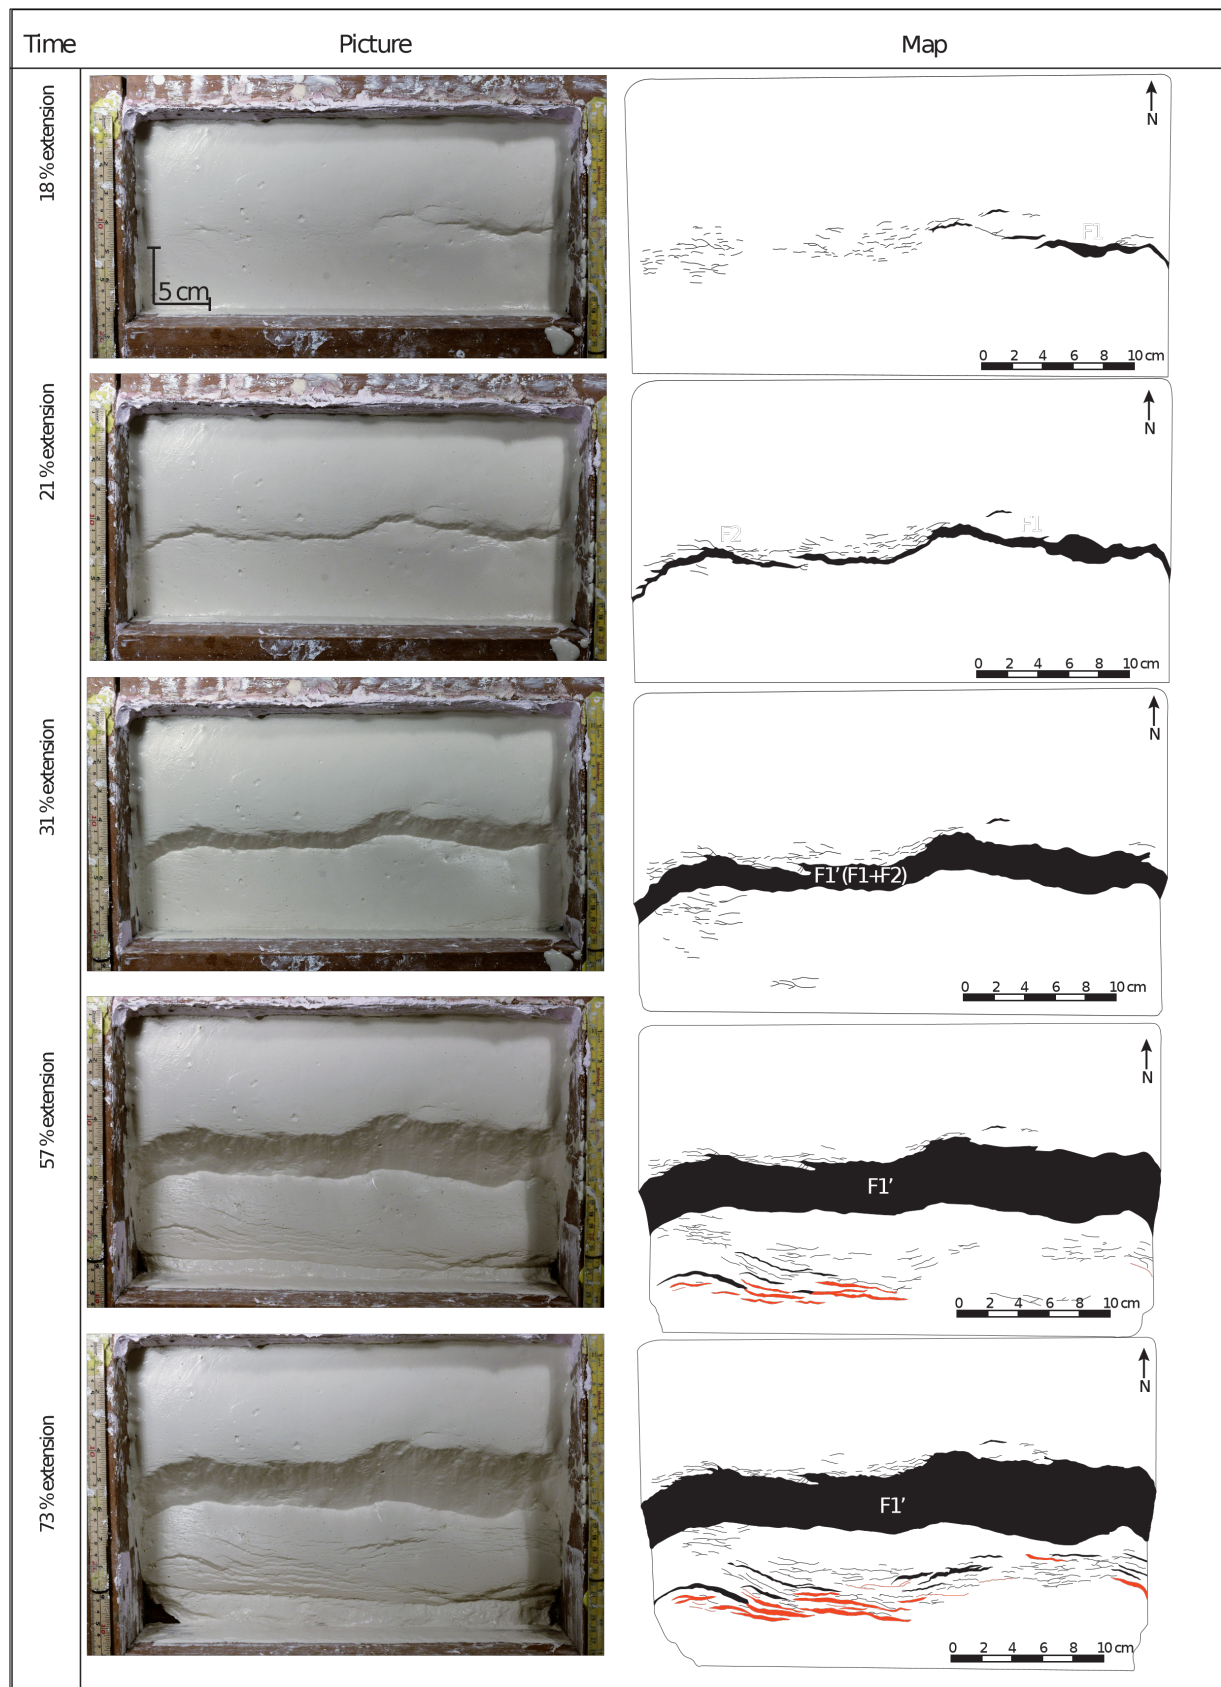 Time Picture Map
18 % extension
5 cm
N
F1
0 2 4 6 8 10 cm
21 % extension
N
F2 F1
0 2 4 6 8 10 cm
31 % extension
N
F1’(F1+F2)
0 2 4 6 8 10 cm
57 % extension
N
F1’
0 2 4 6 8 10 cm
73 % extension
N
F1’
0 2 4 6 8 10 cm